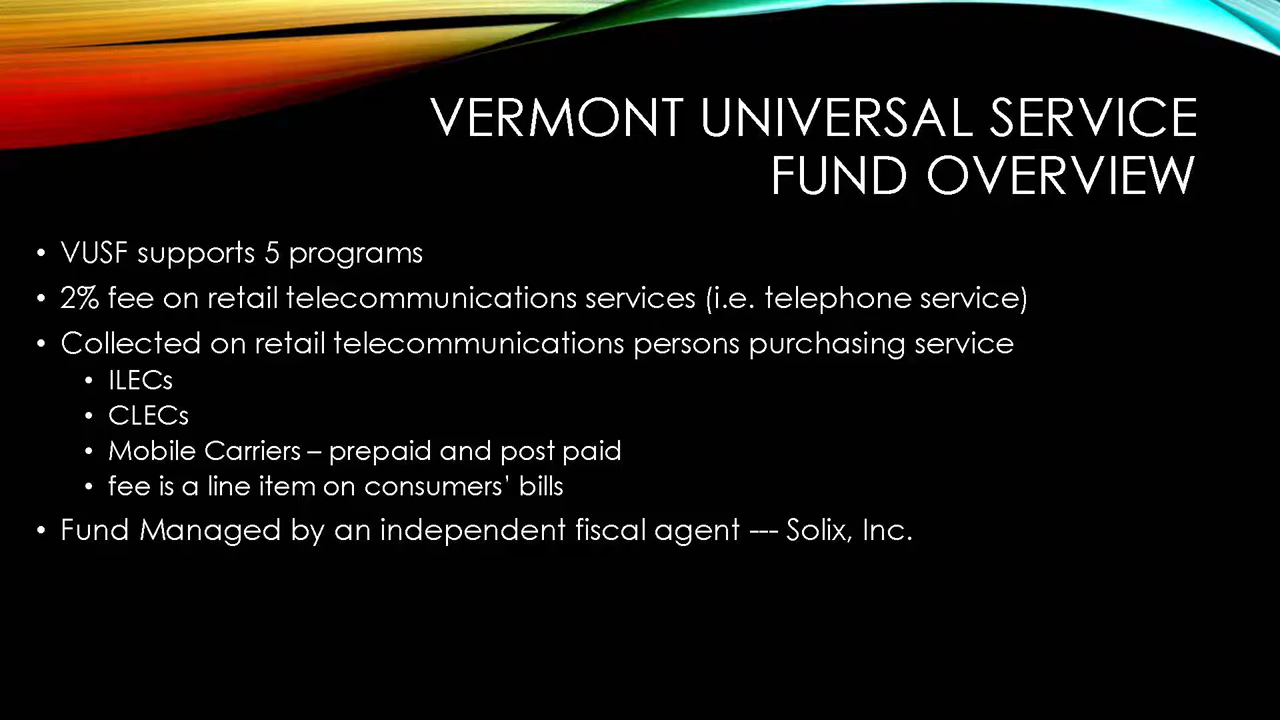 VERMONT UNIVERSAL SERVICE
FUND OVERVIEW
• VUSF supports 5 programs
• 2% fee on retail telecommunications services (i.e. telephone service)
• Collected on retail telecommunications persons purchasing service
• ILECs
• CLECs
• Mobile Carriers – prepaid and post paid
• fee is a line item on consumers' bills
• Fund Managed by an independent fiscal agent --- Solix, Inc.